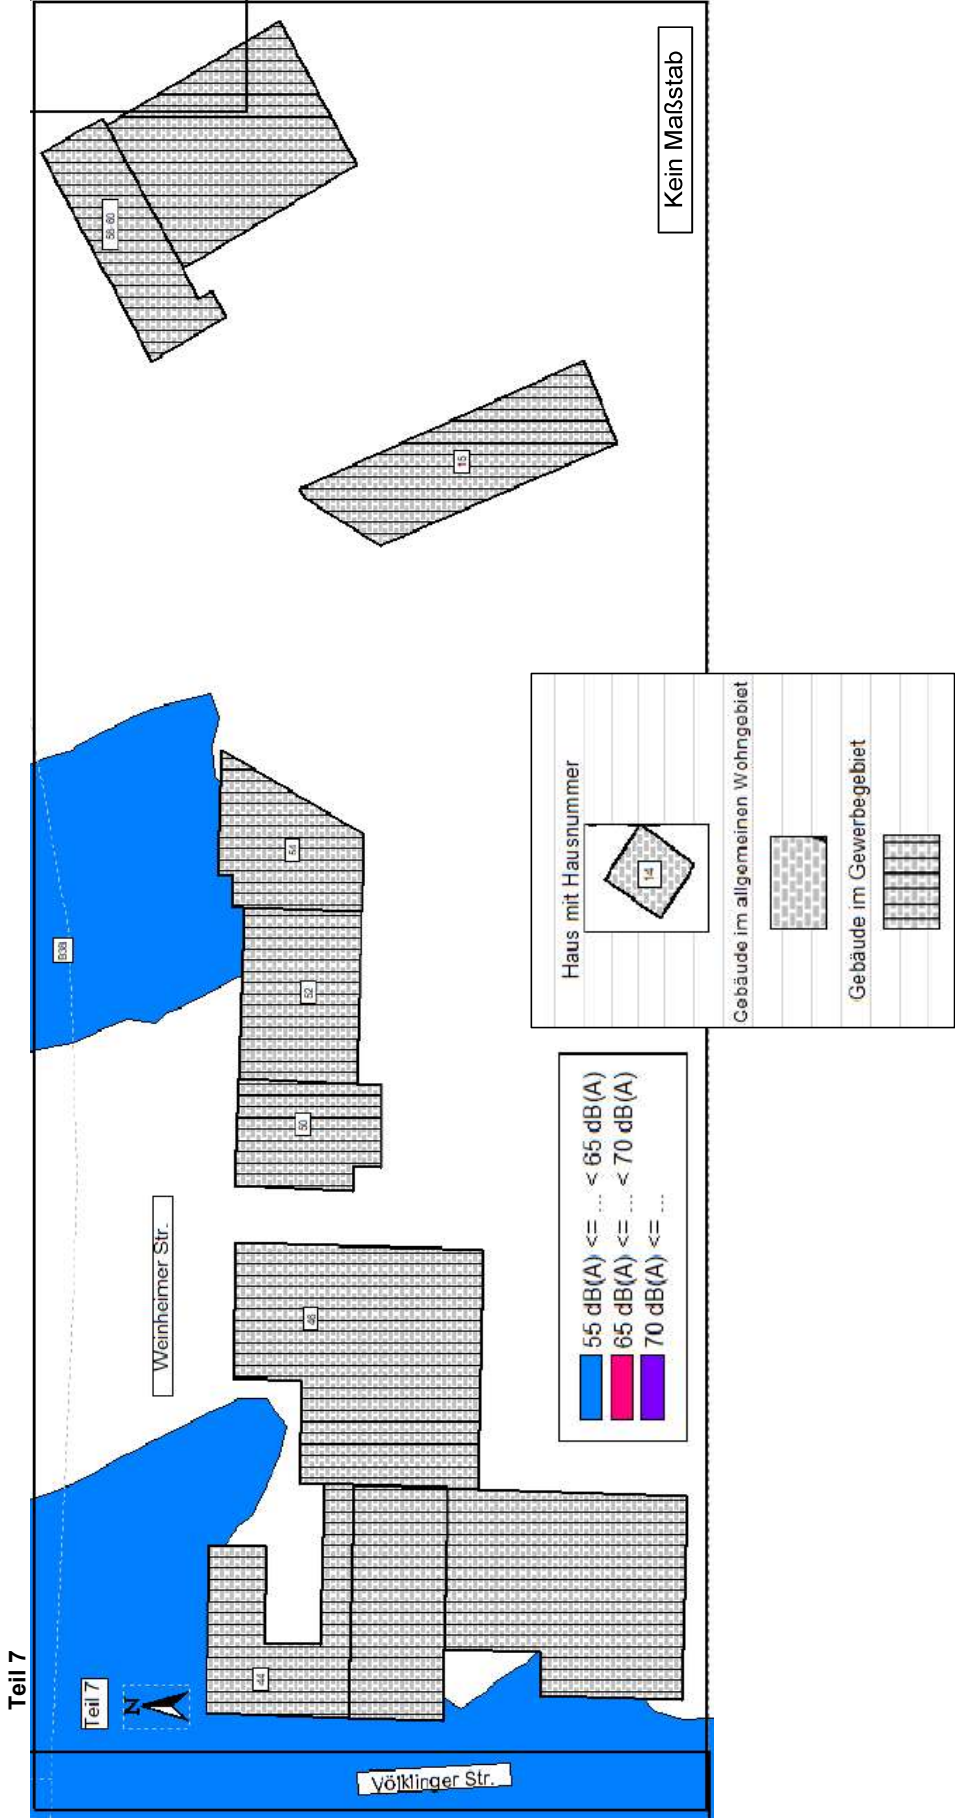 Teil 7
Teil 7
N
Völklinger Str.
Weinheimer Str.
B38
44
46
50
52
54
15
58-60
Kein Maßstab
55 dB(A) <= ... < 65 dB(A)
65 dB(A) <= ... < 70 dB(A)
70 dB(A) <= ...
Haus mit Hausnummer
14
Gebäude im allgemeinen Wohngebiet
Gebäude im Gewerbegebiet